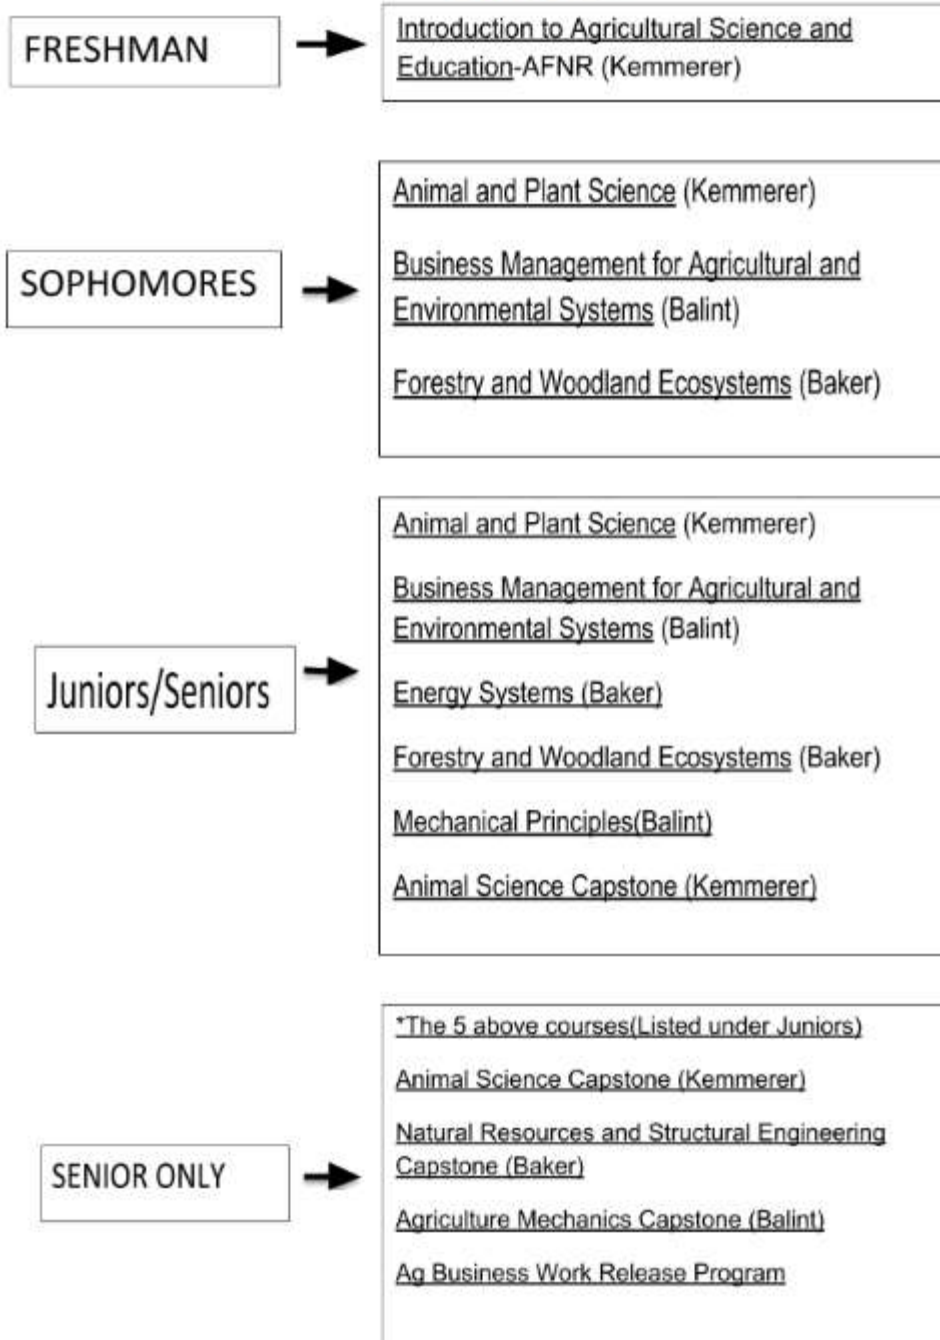 FRESHMAN
Introduction to Agricultural Science and
Education-AFNR (Kemmerer)
SOPHOMORES
Animal and Plant Science (Kemmerer)
Business Management for Agricultural and
Environmental Systems (Balint)
Forestry and Woodland Ecosystems (Baker)
Juniors/Seniors
Animal and Plant Science (Kemmerer)
Business Management for Agricultural and
Environmental Systems (Balint)
Energy Systems (Baker)
Forestry and Woodland Ecosystems (Baker)
Mechanical Principles(Balint)
Animal Science Capstone (Kemmerer)
SENIOR ONLY
*The 5 above courses(Listed under Juniors)
Animal Science Capstone (Kemmerer)
Natural Resources and Structural Engineering
Capstone (Baker)
Agriculture Mechanics Capstone (Balint)
Ag Business Work Release Program